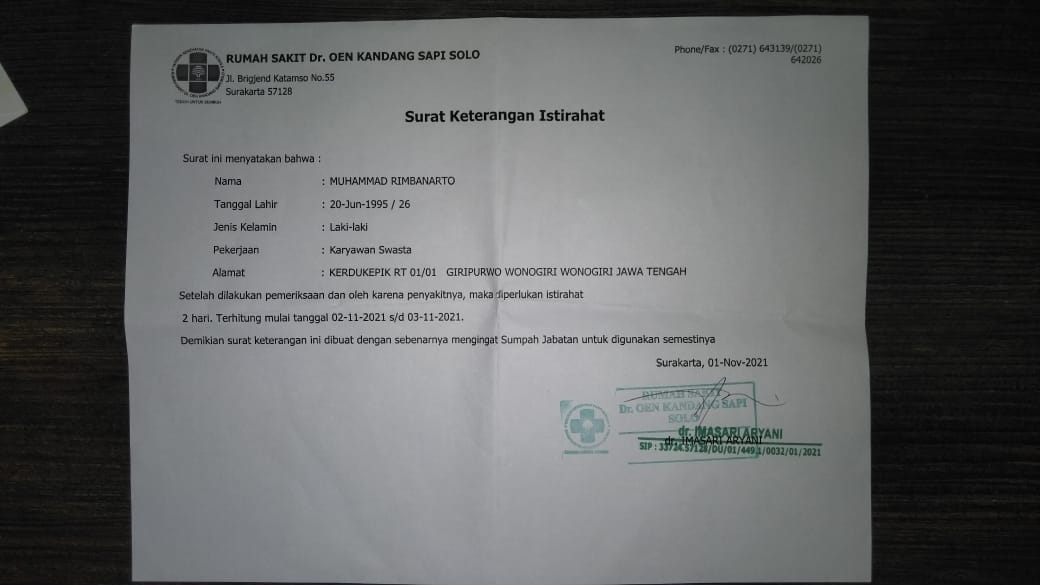 RUMAH SAKIT Dr. OEN KANDANG SAPI SOLO
Jl. Brigjend Katamso No.55
Surakarta 57128
Phone/Fax : (0271) 643139/(0271)
642026
Surat Keterangan Istirahat
Surat ini menyatakan bahwa :
Nama : MUHAMMAD RIMBANARTO
Tanggal Lahir : 20-Jun-1995 / 26
Jenis Kelamin : Laki-laki
Pekerjaan : Karyawan Swasta
Alamat : KERDUKEPIK RT 01/01 GIRIPURWO WONOGIRI WONOGIRI JAWA TENGAH
Setelah dilakukan pemeriksaan dan oleh karena penyakitnya, maka diperlukan istirahat
2 hari. Terhitung mulai tanggal 02-11-2021 s/d 03-11-2021.
Demikian surat keterangan ini dibuat dengan sebenarnya mengingat Sumpah Jabatan untuk digunakan semestinya
Surakarta, 01-Nov-2021
RUMAH SAKIT
Dr. OEN KANDANG SAPI
SOLO
dr. IMASARI ARYANI
dr. IMASARI ARYANI
SIP : 33724.57128/DU/01/449.1/0032/01/2021